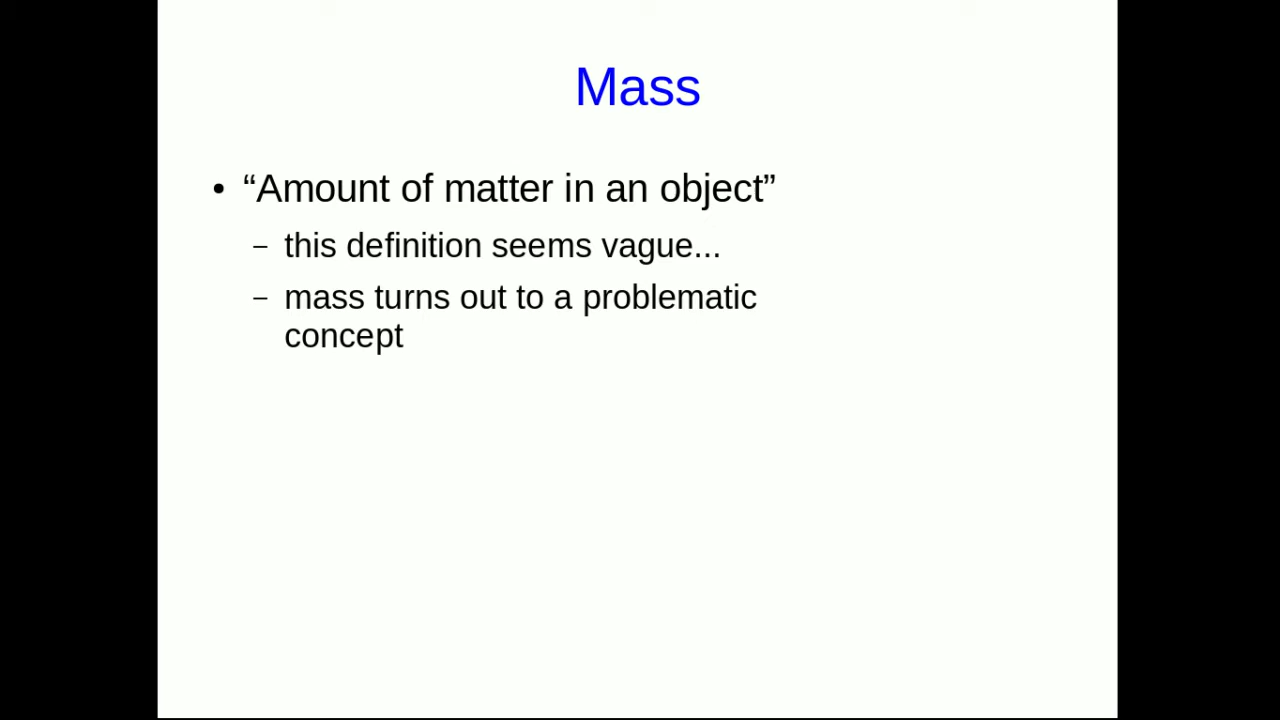 Mass
• “Amount of matter in an object”
– this definition seems vague...
– mass turns out to a problematic
concept